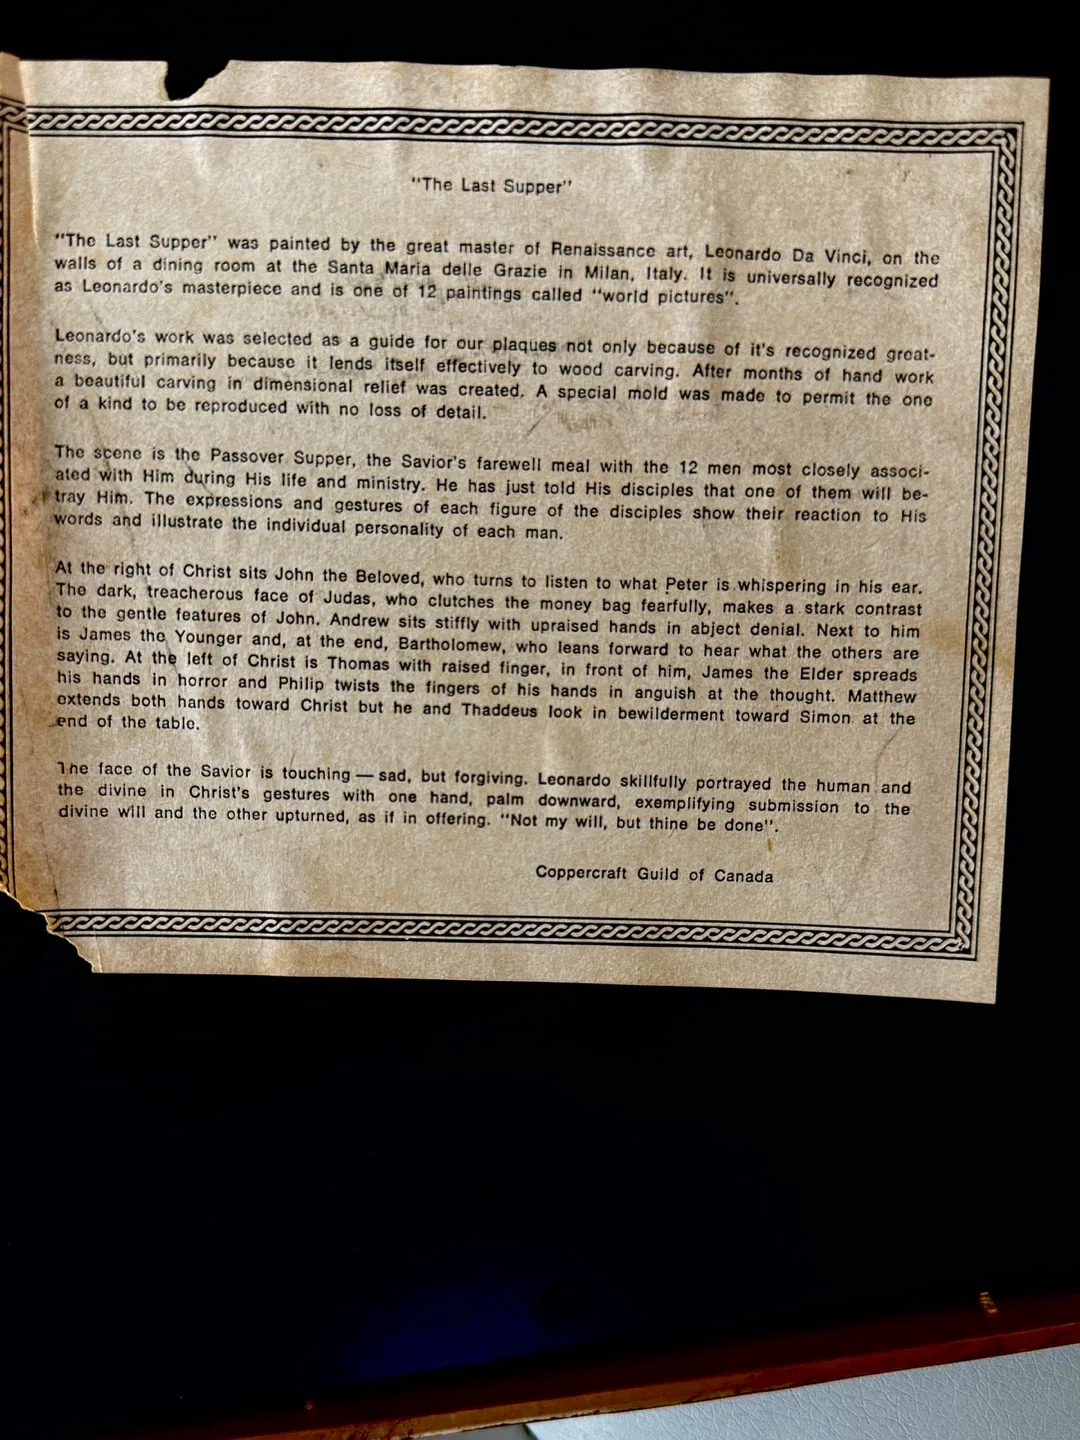 "The Last Supper"
"The Last Supper" was painted by the great master of Renaissance art, Leonardo Da Vinci, on the
walls of a dining room at the Santa Maria delle Grazie in Milan, Italy. It is universally recognized
as Leonardo's masterpiece and is one of 12 paintings called "world pictures".
Leonardo's work was selected as a guide for our plaques not only because of it's recognized great-
ness, but primarily because it lends itself effectively to wood carving. After months of hand work
a beautiful carving in dimensional relief was created. A special mold was made to permit the one
of a kind to be reproduced with no loss of detail.
The scene is the Passover Supper, the Savior's farewell meal with the 12 men most closely associ-
ated with Him during His life and ministry. He has just told His disciples that one of them will be-
tray Him. The expressions and gestures of each figure of the disciples show their reaction to His
words and illustrate the individual personality of each man.
At the right of Christ sits John the Beloved, who turns to listen to what Peter is whispering in his ear.
The dark, treacherous face of Judas, who clutches the money bag fearfully, makes a stark contrast
to the gentle features of John. Andrew sits stiffly with upraised hands in abject denial. Next to him
is James the Younger and, at the end, Bartholomew, who leans forward to hear what the others are
saying. At the left of Christ is Thomas with raised finger, in front of him, James the Elder spreads
his hands in horror and Philip twists the fingers of his hands in anguish at the thought. Matthew
extends both hands toward Christ but he and Thaddeus look in bewilderment toward Simon at the
end of the table.
The face of the Savior is touching — sad, but forgiving. Leonardo skillfully portrayed the human and
the divine in Christ's gestures with one hand, palm downward, exemplifying submission to the
divine will and the other upturned, as if in offering. "Not my will, but thine be done".
Coppercraft Guild of Canada